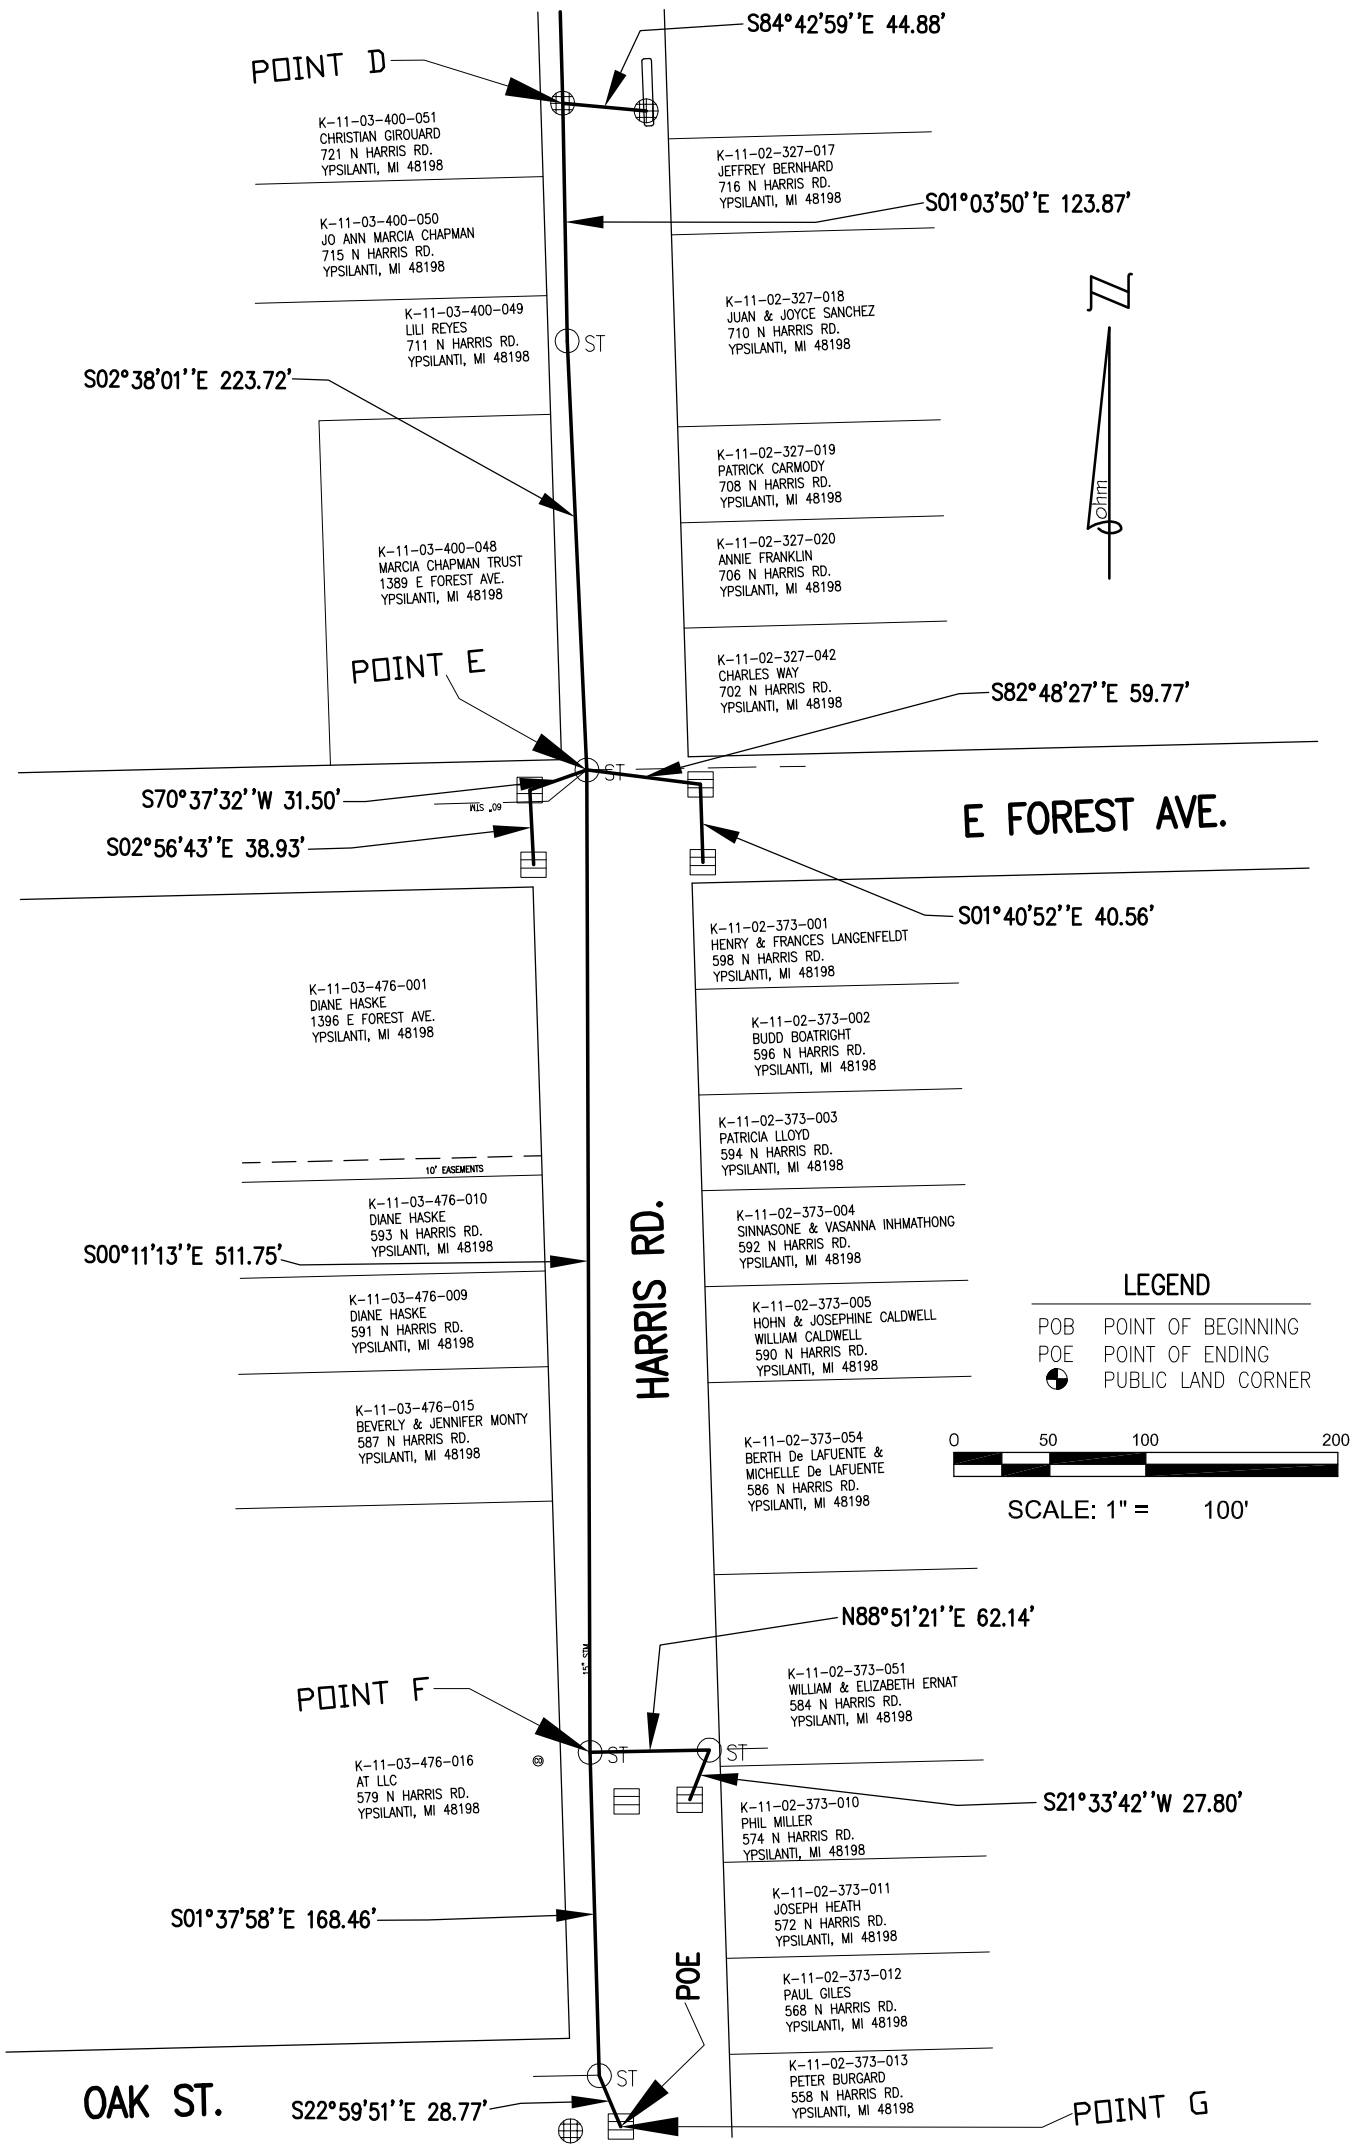 S84°42'59''E 44.88'
POINT D
K-11-03-400-051
CHRISTIAN GIROUARD
721 N HARRIS RD.
YPSILANTI, MI 48198
K-11-02-327-017
JEFFREY BERNHARD
716 N HARRIS RD.
YPSILANTI, MI 48198
S01°03'50''E 123.87'
K-11-03-400-050
JO ANN MARCIA CHAPMAN
715 N HARRIS RD.
YPSILANTI, MI 48198
N
K-11-02-327-018
JUAN & JOYCE SANCHEZ
710 N HARRIS RD.
YPSILANTI, MI 48198
K-11-03-400-049
LILI REYES
711 N HARRIS RD.
YPSILANTI, MI 48198
ST
S02°38'01''E 223.72'
K-11-02-327-019
PATRICK CARMODY
708 N HARRIS RD.
YPSILANTI, MI 48198
ohm
K-11-03-400-048
MARCIA CHAPMAN TRUST
1389 E FOREST AVE.
YPSILANTI, MI 48198
K-11-02-327-020
ANNIE FRANKLIN
706 N HARRIS RD.
YPSILANTI, MI 48198
POINT E
K-11-02-327-042
CHARLES WAY
702 N HARRIS RD.
YPSILANTI, MI 48198
S82°48'27''E 59.77'
ST
S70°37'32''W 31.50'
60" STM
E FOREST AVE.
S02°56'43''E 38.93'
S01°40'52''E 40.56'
K-11-02-373-001
HENRY & FRANCES LANGENFELDT
598 N HARRIS RD.
YPSILANTI, MI 48198
K-11-03-476-001
DIANE HASKE
1396 E FOREST AVE.
YPSILANTI, MI 48198
K-11-02-373-002
BUDD BOATRIGHT
596 N HARRIS RD.
YPSILANTI, MI 48198
K-11-02-373-003
PATRICIA LLOYD
594 N HARRIS RD.
YPSILANTI, MI 48198
10' EASEMENTS
K-11-03-476-010
DIANE HASKE
593 N HARRIS RD.
YPSILANTI, MI 48198
HARRIS RD.
K-11-02-373-004
SINNASONE & VASANNA INHMATHONG
592 N HARRIS RD.
YPSILANTI, MI 48198
S00°11'13''E 511.75'
K-11-03-476-009
DIANE HASKE
591 N HARRIS RD.
YPSILANTI, MI 48198
K-11-02-373-005
HOHN & JOSEPHINE CALDWELL
WILLIAM CALDWELL
590 N HARRIS RD.
YPSILANTI, MI 48198
LEGEND
POB POINT OF BEGINNING
POE POINT OF ENDING
PUBLIC LAND CORNER
K-11-03-476-015
BEVERLY & JENNIFER MONTY
587 N HARRIS RD.
YPSILANTI, MI 48198
K-11-02-373-054
BERTH De LAFUENTE &
MICHELLE De LAFUENTE
586 N HARRIS RD.
YPSILANTI, MI 48198
0 50 100 200
SCALE: 1" = 100'
N88°51'21''E 62.14'
15" STM
K-11-02-373-051
WILLIAM & ELIZABETH ERNAT
584 N HARRIS RD.
YPSILANTI, MI 48198
POINT F
ST
ST
K-11-03-476-016
AT LLC
579 N HARRIS RD.
YPSILANTI, MI 48198
S21°33'42''W 27.80'
K-11-02-373-010
PHIL MILLER
574 N HARRIS RD.
YPSILANTI, MI 48198
K-11-02-373-011
JOSEPH HEATH
572 N HARRIS RD.
YPSILANTI, MI 48198
S01°37'58''E 168.46'
POE
K-11-02-373-012
PAUL GILES
568 N HARRIS RD.
YPSILANTI, MI 48198
K-11-02-373-013
PETER BURGARD
558 N HARRIS RD.
YPSILANTI, MI 48198
ST
OAK ST.
S22°59'51''E 28.77'
POINT G